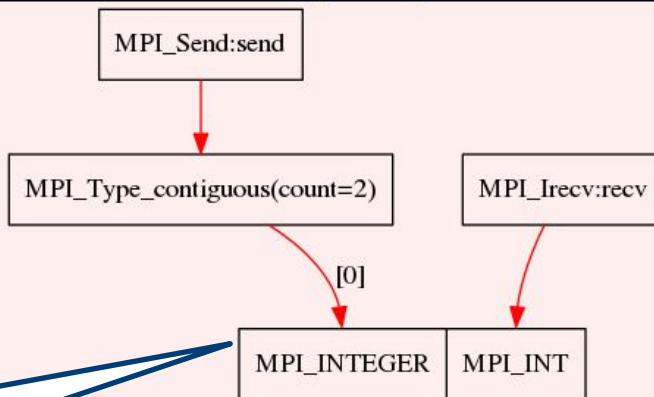 MPI_Send:send
MPI_Type_contiguous(count=2)
MPI_Irecv:recv
[0]
MPI_INTEGER
MPI_INT